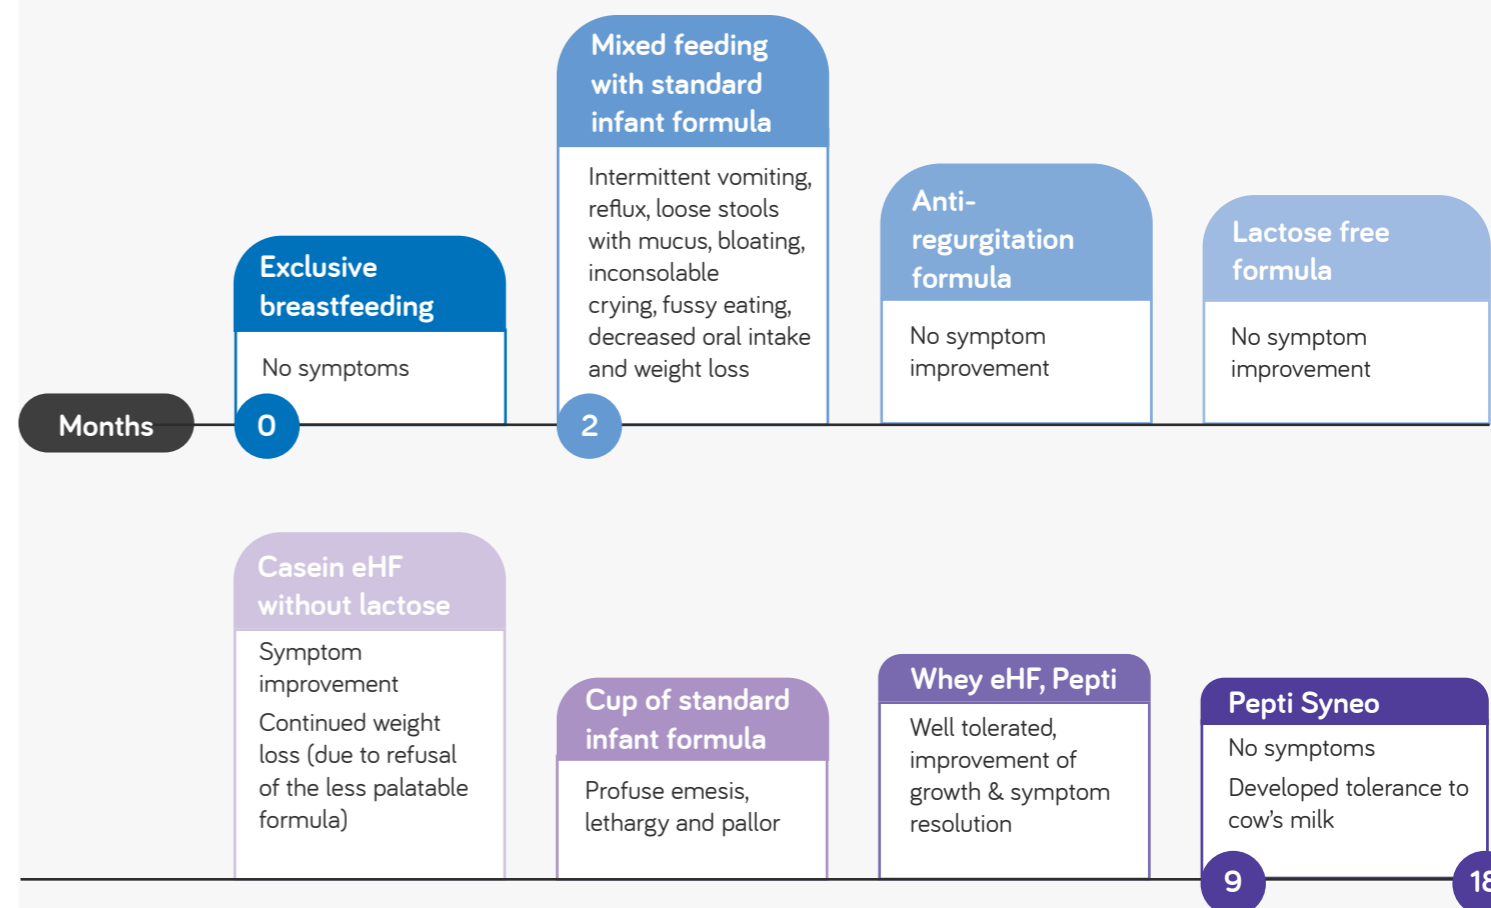 Exclusive
breastfeeding
No symptoms
Mixed feeding
with standard
infant formula
Intermittent vomiting,
reflux, loose stools
with mucus, bloating,
inconsolable
crying, fussy eating,
decreased oral intake
and weight loss
Anti-
regurgitation
formula
No symptom
improvement
Lactose free
formula
No symptom
improvement
Months
0
2
Casein eHF
without lactose
Symptom
improvement
Continued weight
loss (due to refusal
of the less palatable
formula)
Cup of standard
infant formula
Profuse emesis,
lethargy and pallor
Whey eHF, Pepti
Well tolerated,
improvement of
growth & symptom
resolution
Pepti Syneo
No symptoms
Developed tolerance to
cow's milk
9
18